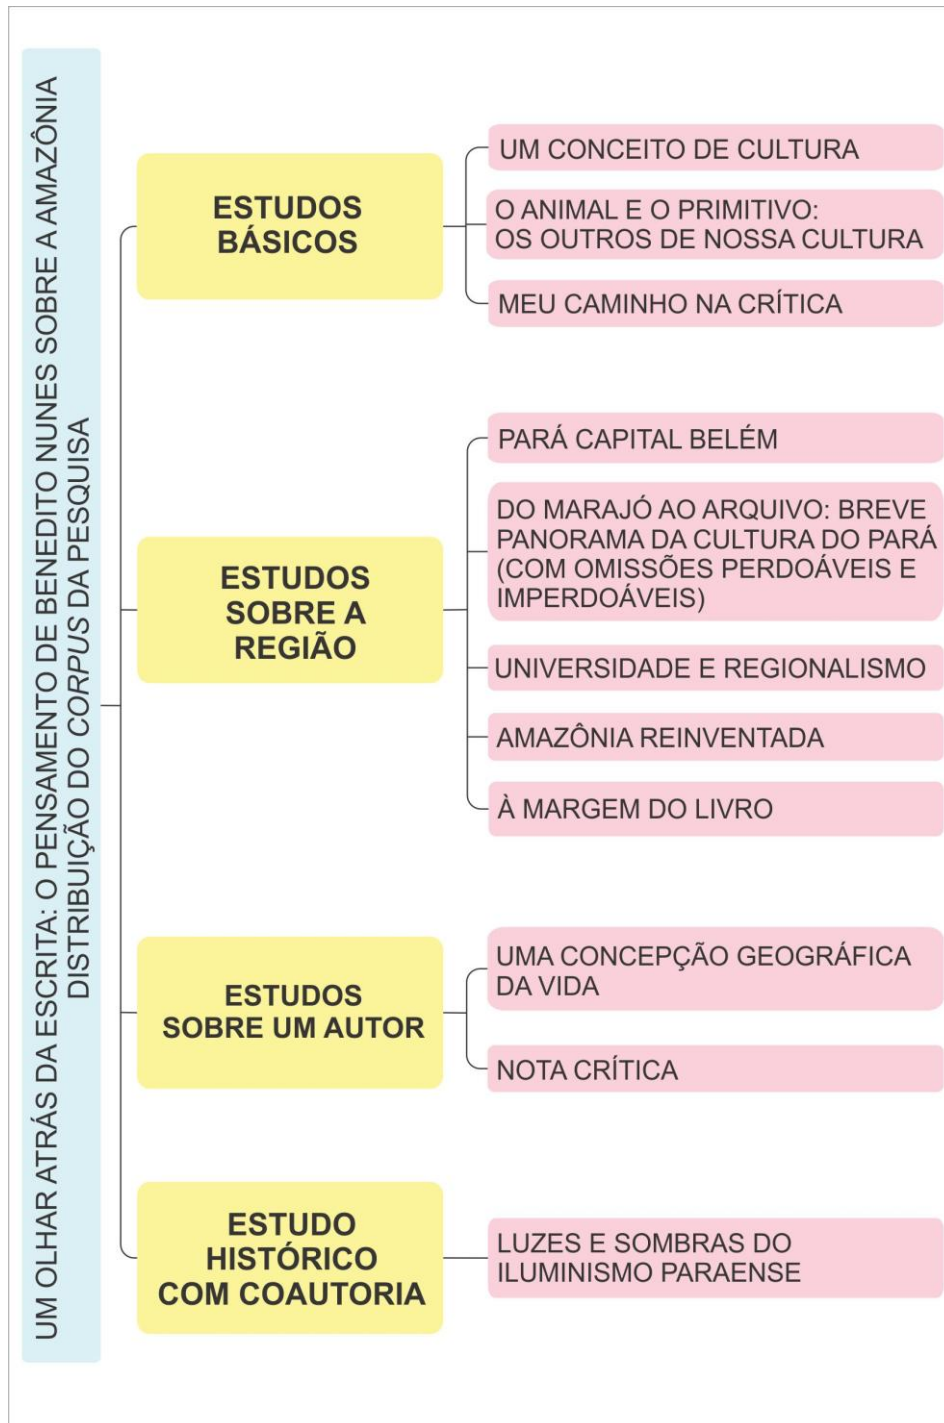 UM OLHAR ATRÁS DA ESCRITA: O PENSAMENTO DE BENEDITO NUNES SOBRE A AMAZÔNIA
DISTRIBUIÇÃO DO CORPUS DA PESQUISA
ESTUDOS
BÁSICOS
UM CONCEITO DE CULTURA
O ANIMAL E O PRIMITIVO:
OS OUTROS DE NOSSA CULTURA
MEU CAMINHO NA CRÍTICA
ESTUDOS
SOBRE A
REGIÃO
PARÁ CAPITAL BELÉM
DO MARAJÓ AO ARQUIVO: BREVE
PANORAMA DA CULTURA DO PARÁ
(COM OMISSÕES PERDOÁVEIS E
IMPERDOÁVEIS)
UNIVERSIDADE E REGIONALISMO
AMAZÔNIA REINVENTADA
À MARGEM DO LIVRO
ESTUDOS
SOBRE UM AUTOR
UMA CONCEPÇÃO GEOGRÁFICA
DA VIDA
NOTA CRÍTICA
ESTUDO
HISTÓRICO
COM COAUTORIA
LUZES E SOMBRAS DO
ILUMINISMO PARAENSE